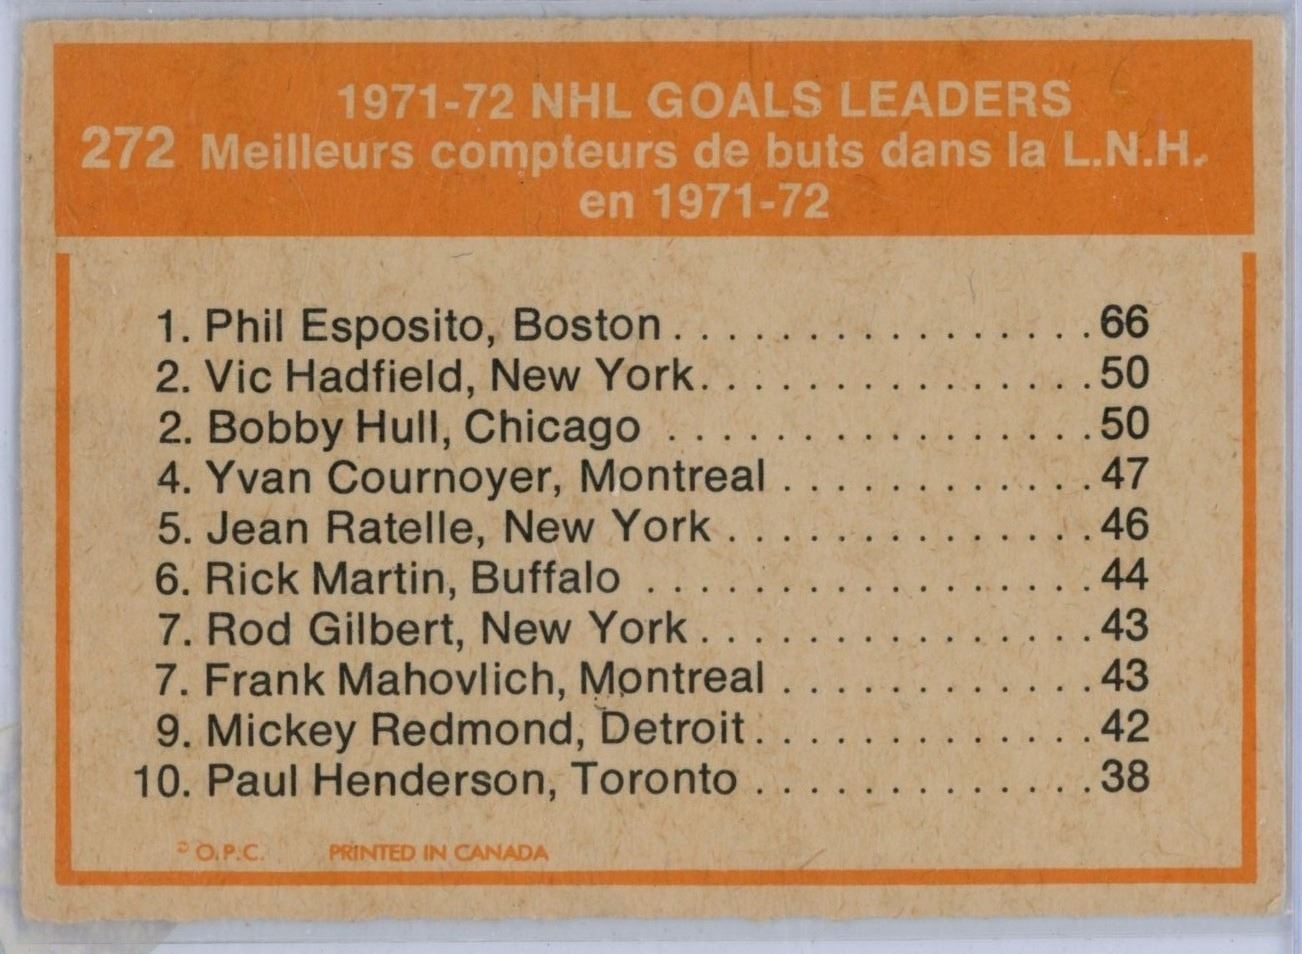 1971-72 NHL GOALS LEADERS
272 Meilleurs compteurs de buts dans la L.N.H.
en 1971-72
1. Phil Esposito, Boston . . . . . . . . . . . . . . . . 66
2. Vic Hadfield, New York. . . . . . . . . . . . . . . 50
2. Bobby Hull, Chicago . . . . . . . . . . . . . . . . 50
4. Yvan Cournoyer, Montreal . . . . . . . . . . . . 47
5. Jean Ratelle, New York . . . . . . . . . . . . . . 46
6. Rick Martin, Buffalo . . . . . . . . . . . . . . . . . 44
7. Rod Gilbert, New York . . . . . . . . . . . . . . . 43
7. Frank Mahovlich, Montreal . . . . . . . . . . . . 43
9. Mickey Redmond, Detroit. . . . . . . . . . . . . 42
10. Paul Henderson, Toronto . . . . . . . . . . . . . 38
© O.P.C. PRINTED IN CANADA